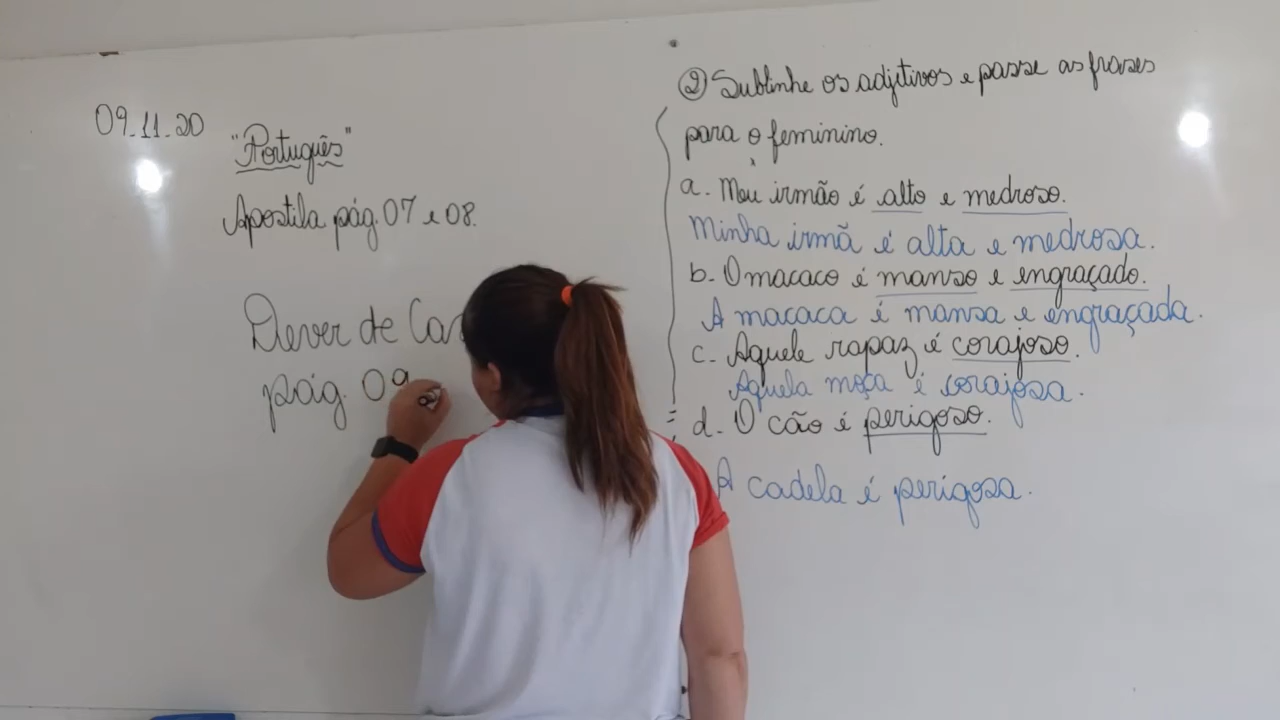 09.11.20
"Português"
Apostila pág. 07 e 08.
Dever de Cas
pág. 09
② Sublinhe os adjetivos e passe as frases
para o feminino.
a. Meu irmão é alto e medroso.
Minha irmã é alta e medrosa.
b. O macaco é manso e engraçado.
A macaca é mansa e engraçada.
c. Aquele rapaz é corajoso.
Aquela moça é corajosa.
d. O cão é perigoso.
A cadela é perigosa.